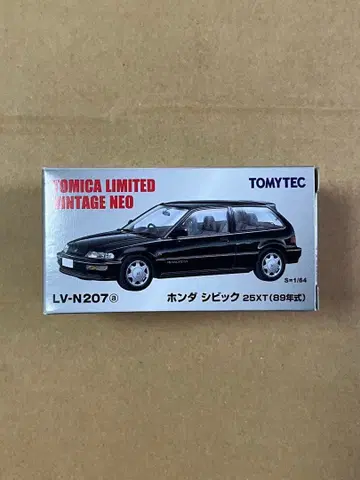 TOMICA LIMITED
VINTAGE NEO
TOMYTEC
S=1/64
LV-N207ⓐ
ホンダ シビック 25XT(89年式)